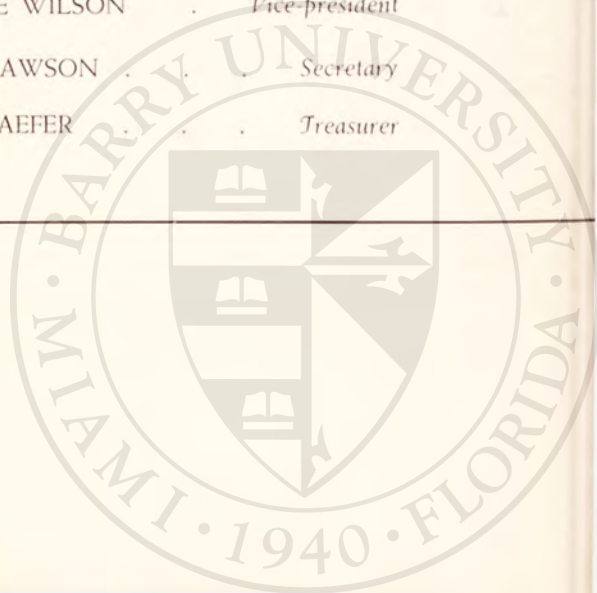 E WILSON . Vice-president
AWSON . . . Secretary
AEFER . . . Treasurer
BARRY UNIVERSITY
• MIAMI • 1940 • FLORIDA •